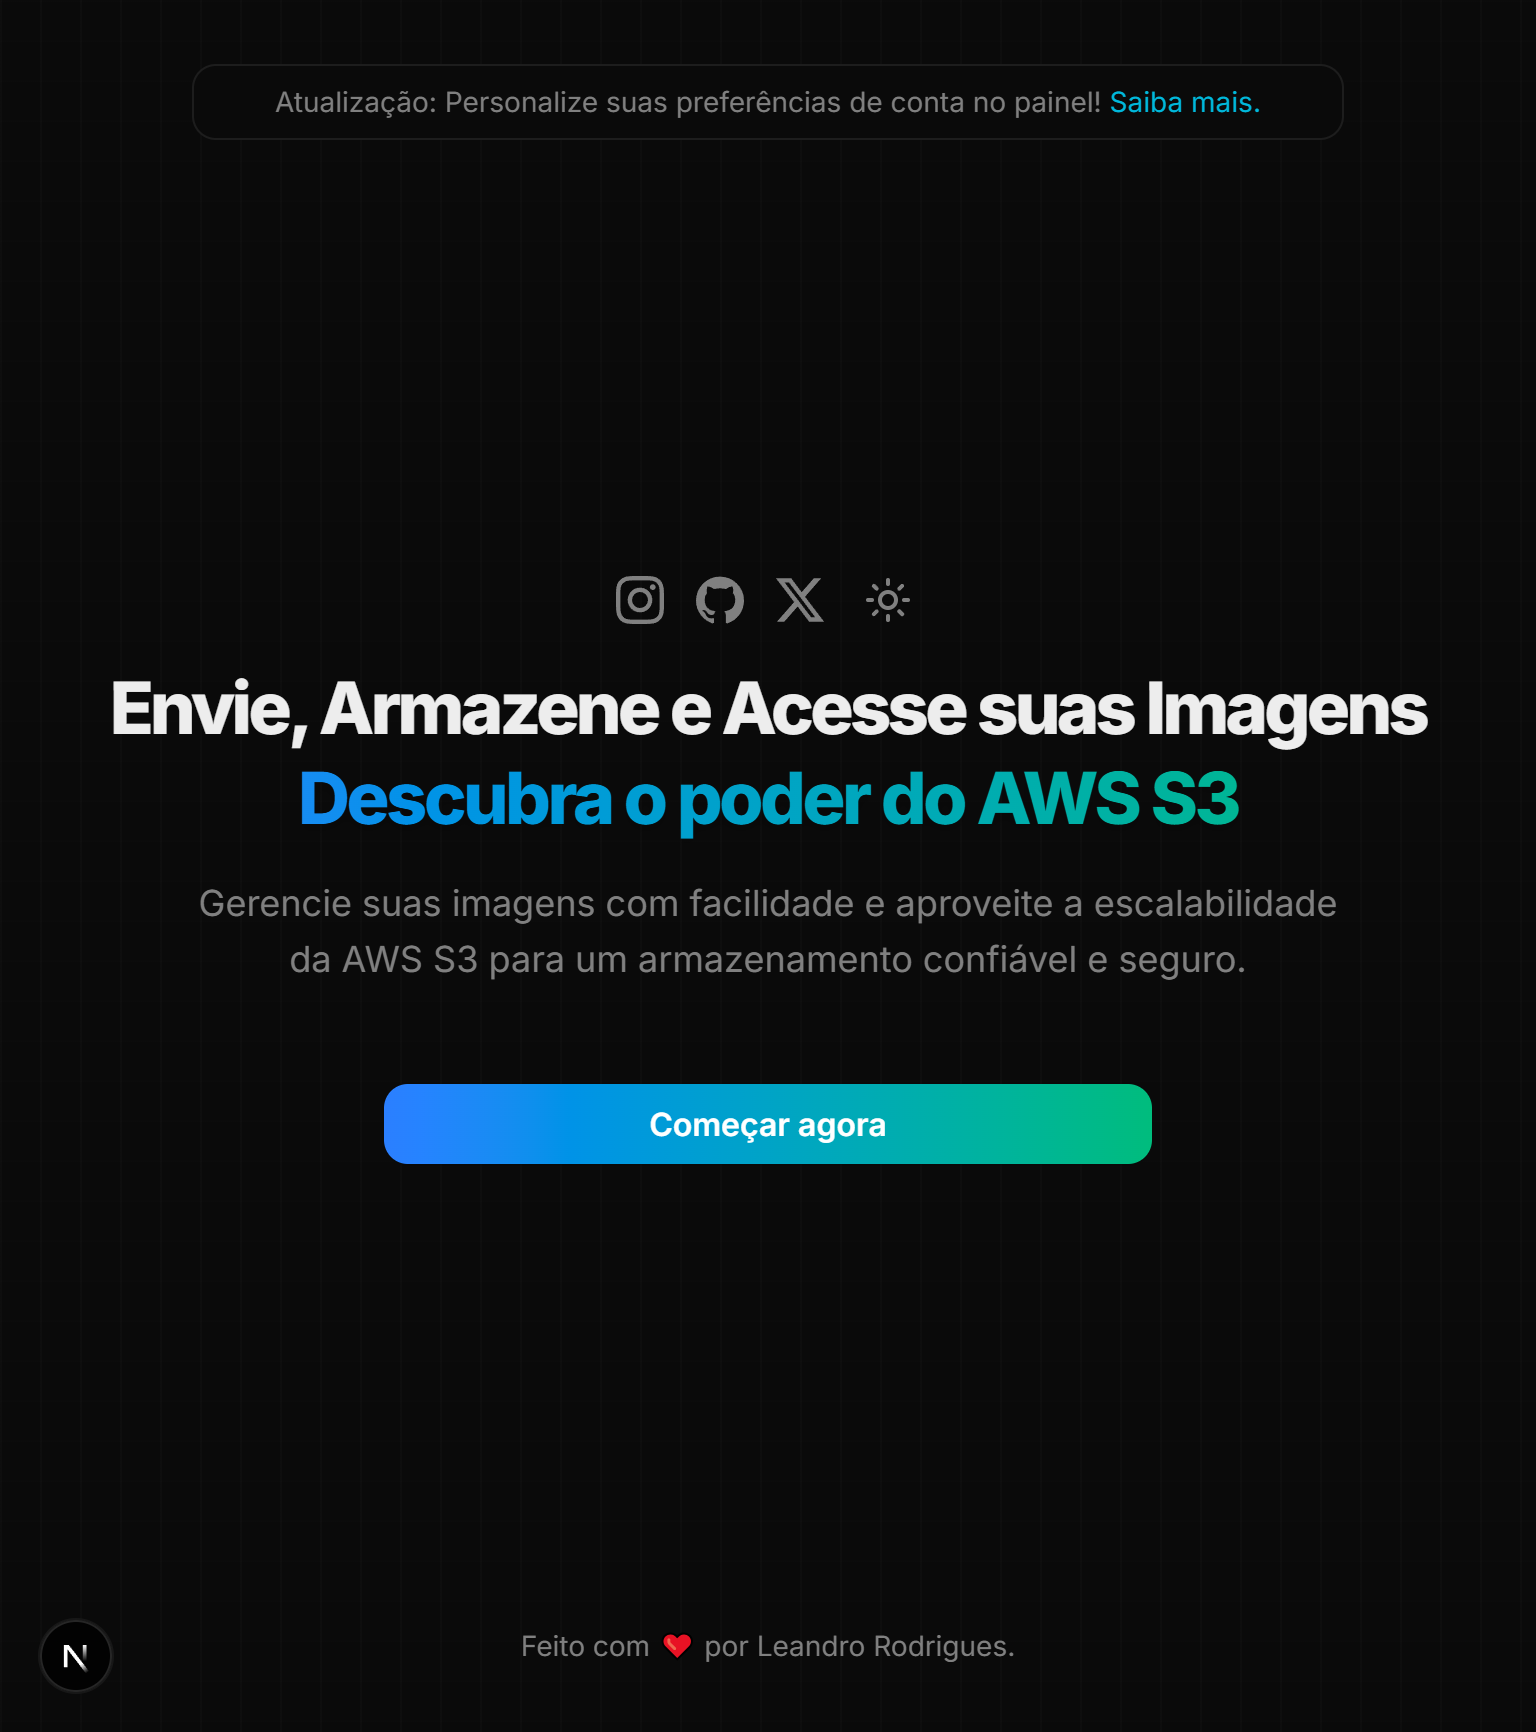 Atualização: Personalize suas preferências de conta no painel! Saiba mais.
Envie, Armazene e Acesse suas Imagens
Descubra o poder do AWS S3
Gerencie suas imagens com facilidade e aproveite a escalabilidade
da AWS S3 para um armazenamento confiável e seguro.
Começar agora
Feito com ❤️ por Leandro Rodrigues.
N